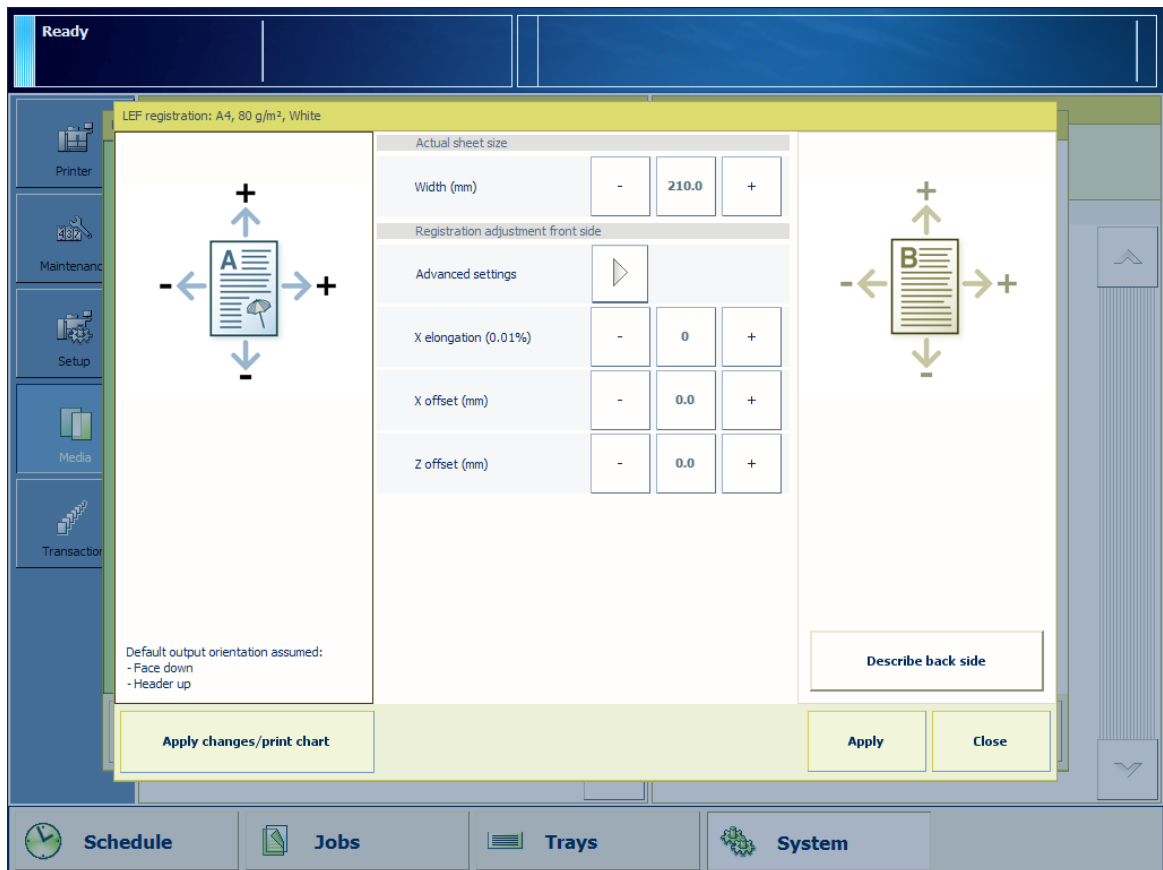 Ready
LEF registration: A4, 80 g/m², White
Printer
Maintenanc
Setup
Media
Transaction
+
A
-
+
-
Default output orientation assumed:
- Face down
- Header up
Actual sheet size
Width (mm)
-
210.0
+
Registration adjustment front side
Advanced settings
X elongation (0.01%)
-
0
+
X offset (mm)
-
0.0
+
Z offset (mm)
-
0.0
+
+
B
-
+
-
Describe back side
Apply changes/print chart
Apply
Close
Schedule
Jobs
Trays
System